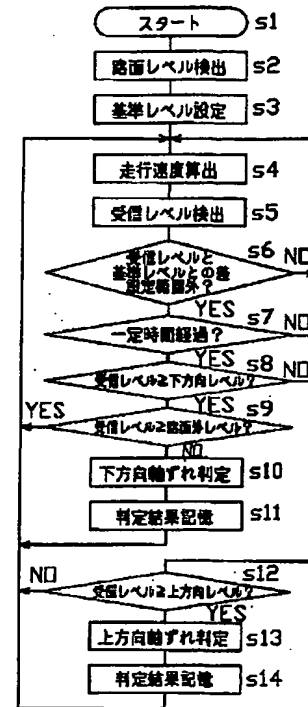 スタート s1
路面レベル検出 s2
基準レベル設定 s3
走行速度算出 s4
受信レベル検出 s5
受信レベルと
基準レベルとの差
設定範囲外？ s6 NO
YES
一定時間経過？ s7 NO
YES
受信レベル≧下方向レベル？ s8 NO
YES
受信レベル≧路面外レベル？ s9 YES
NO
下方向軸ずれ判定 s10
判定結果記憶 s11
受信レベル≧上方向レベル？ s12 NO
YES
上方向軸ずれ判定 s13
判定結果記憶 s14